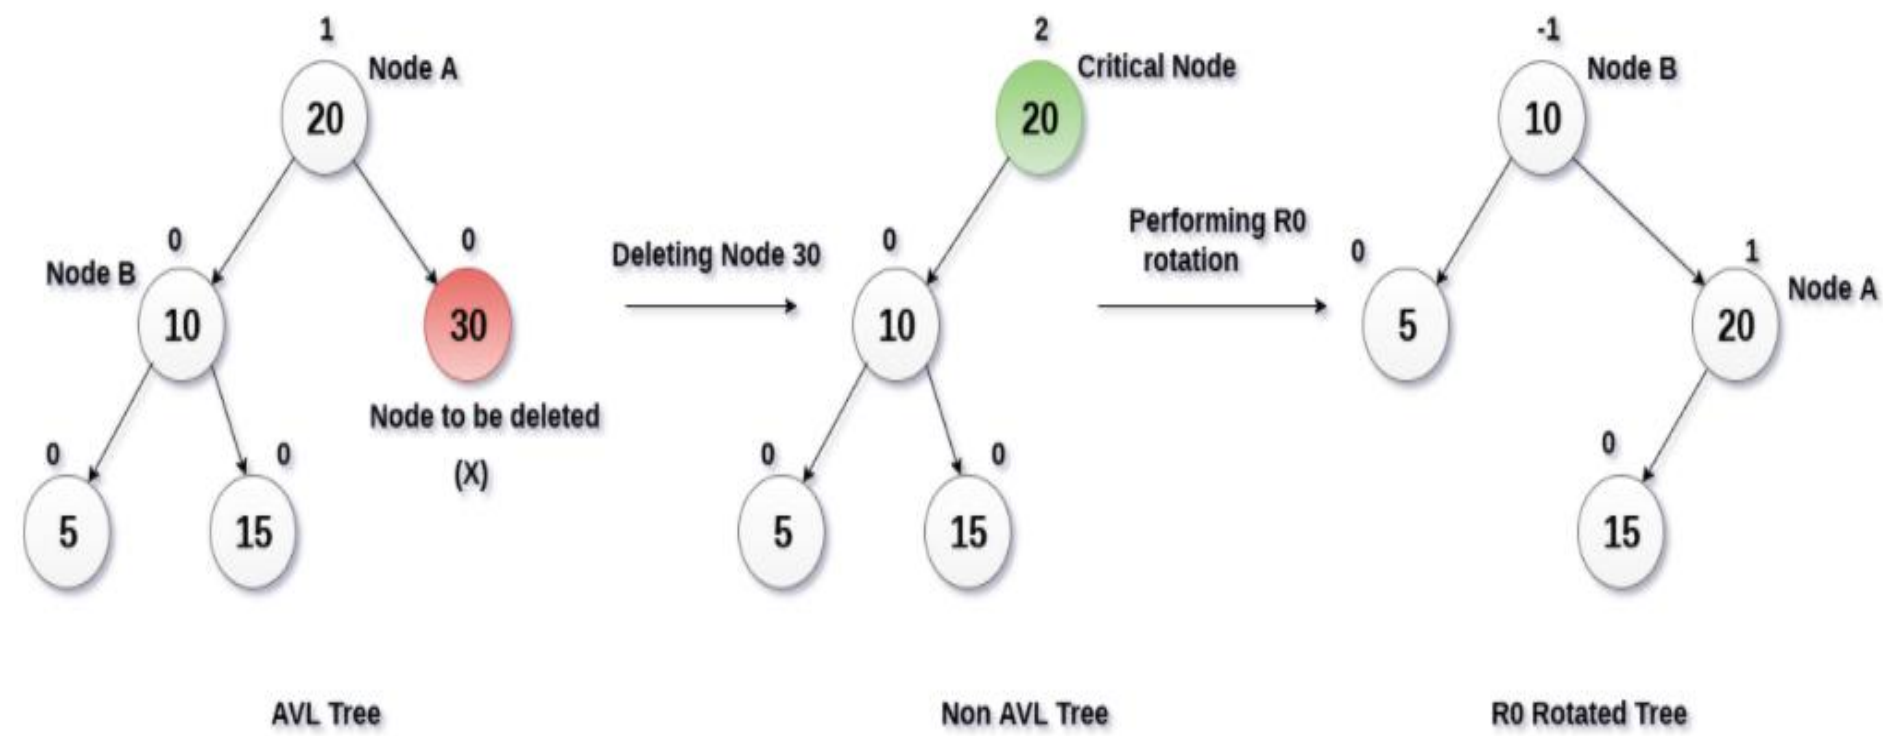 1
Node A
20
0
Node B
10
0
30
Node to be deleted
(X)
0
5
0
15
AVL Tree
Deleting Node 30
2
Critical Node
20
0
10
0
5
0
15
Non AVL Tree
Performing R0
rotation
-1
Node B
10
0
5
1
Node A
20
0
15
R0 Rotated Tree